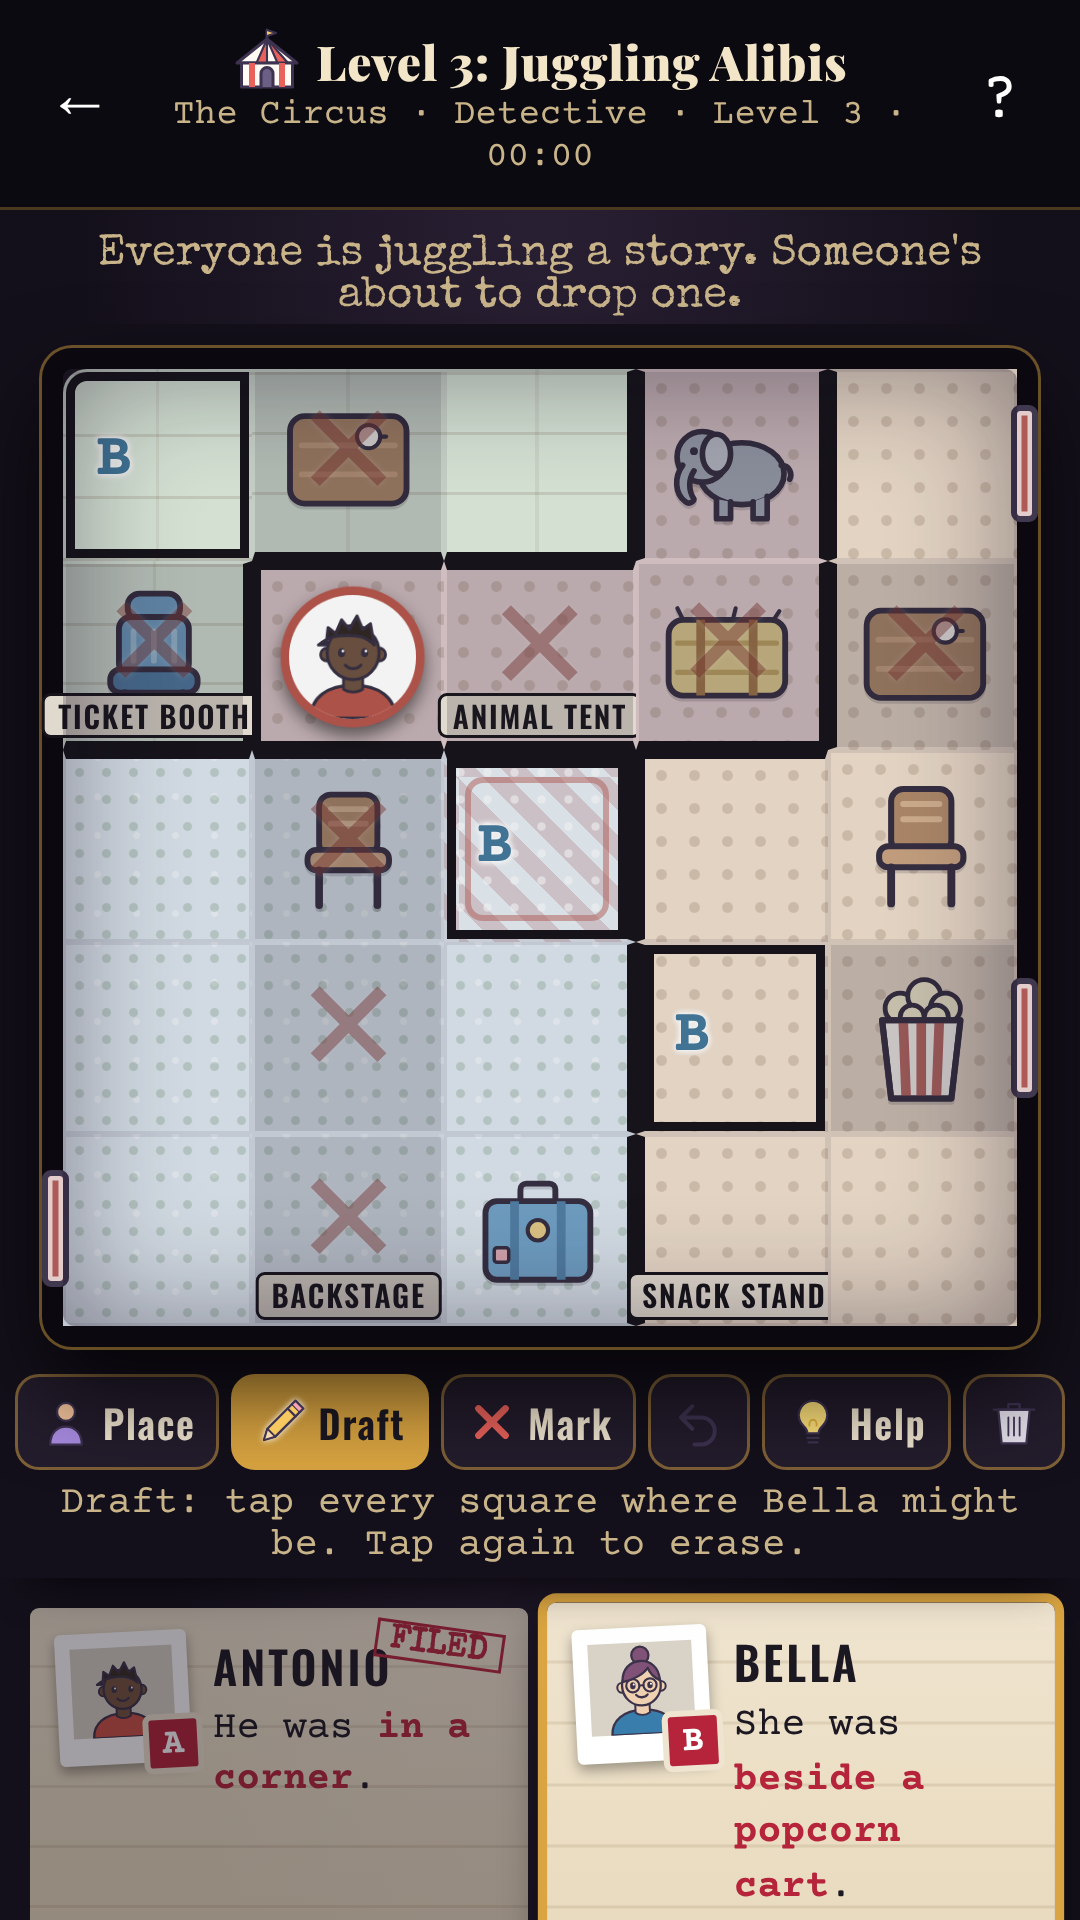 Level 3: Juggling Alibis
The Circus · Detective · Level 3 ·
00:00
←
?
Everyone is juggling a story. Someone's
about to drop one.
B
TICKET BOOTH
ANIMAL TENT
B
B
BACKSTAGE
SNACK STAND
Place
Draft
Mark
Help
Draft: tap every square where Bella might
be. Tap again to erase.
ANTONIO
FILED
A
He was in a
corner.
BELLA
B
She was
beside a
popcorn
cart.